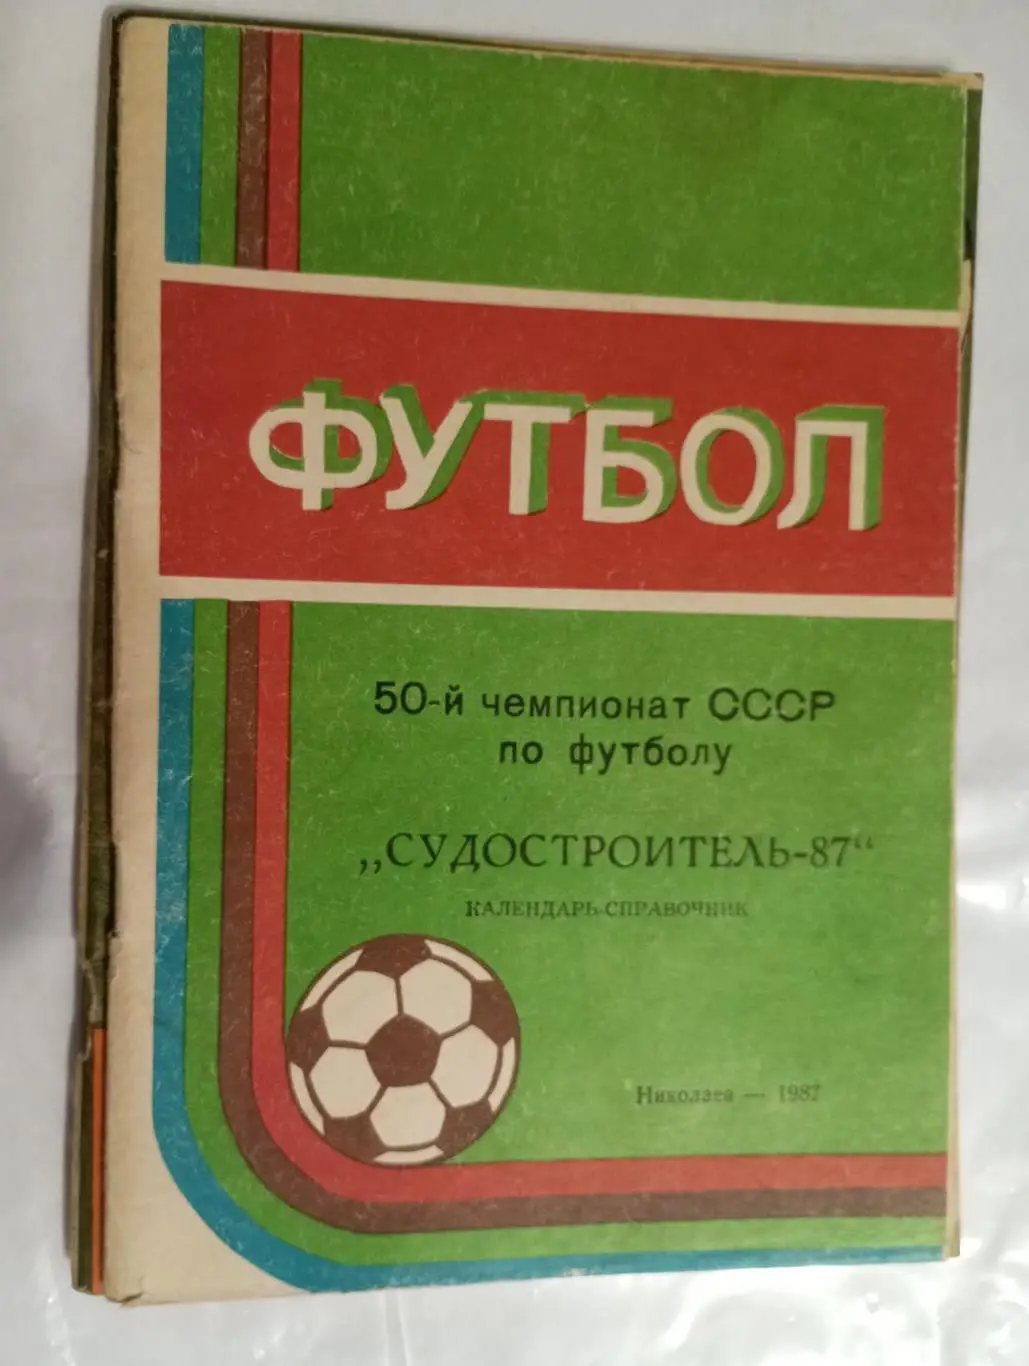 ФУТБОЛ
50-й чемпионат СССР
по футболу
„СУДОСТРОИТЕЛЬ-87“
КАЛЕНДАРЬ-СПРАВОЧНИК
Николаев — 1987